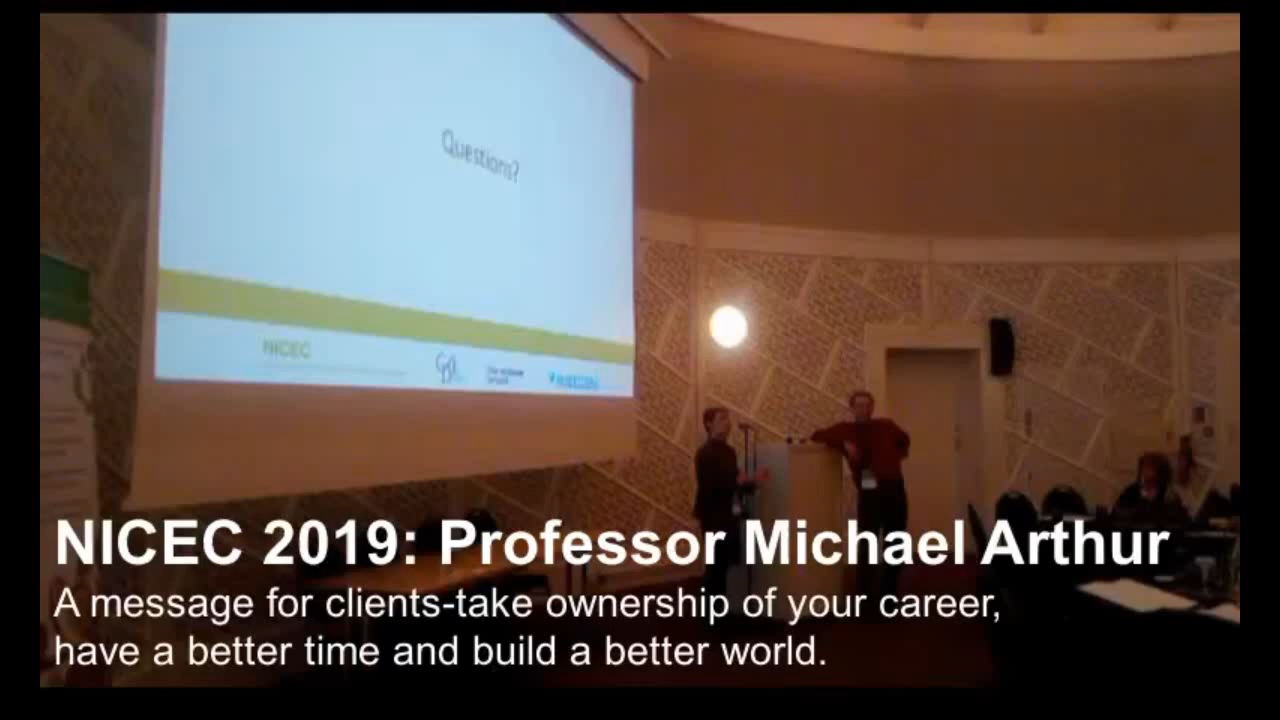 Questions?
NICEC
NICEC 2019: Professor Michael Arthur
A message for clients-take ownership of your career,
have a better time and build a better world.